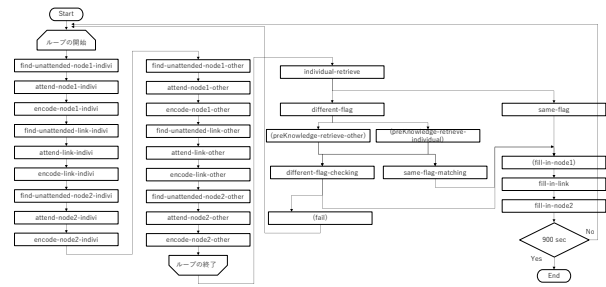 Start
ループの開始
find-unattended-node1-indivi
attend-node1-indivi
encode-node1-indivi
find-unattended-link-indivi
attend-link-indivi
encode-link-indivi
find-unattended-node2-indivi
attend-node2-indivi
encode-node2-indivi
find-unattended-node1-other
attend-node1-other
encode-node1-other
find-unattended-link-other
attend-link-other
encode-link-other
find-unattended-node2-other
attend-node2-other
encode-node2-other
ループの終了
individual-retrieve
different-flag
(preKnowledge-retrieve-other)
(preKnowledge-retrieve-
individual)
different-flag-checking
same-flag-matching
(fail)
same-flag
(fill-in-node1)
fill-in-link
fill-in-node2
900 sec
No
Yes
End